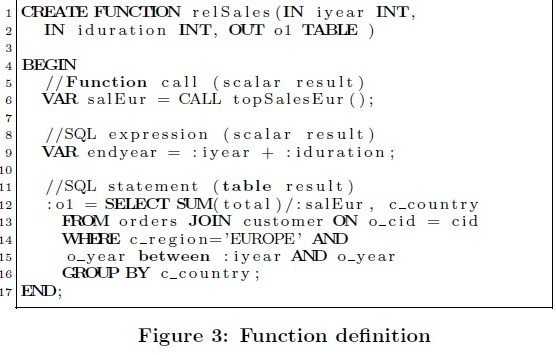 1 CREATE FUNCTION relSales (IN iyear INT,
2 IN iduration INT, OUT o1 TABLE )
3
4 BEGIN
5 //Function call (scalar result)
6 VAR salEur = CALL topSalesEur();
7
8 //SQL expression (scalar result)
9 VAR endyear = :iyear + :iduration;
10
11 //SQL statement (table result)
12 :o1 = SELECT SUM(total)/:salEur, c_country
13 FROM orders JOIN customer ON o_cid = cid
14 WHERE c_region='EUROPE' AND
15 o_year between :iyear AND o_year
16 GROUP BY c_country;
17 END;
Figure 3: Function definition